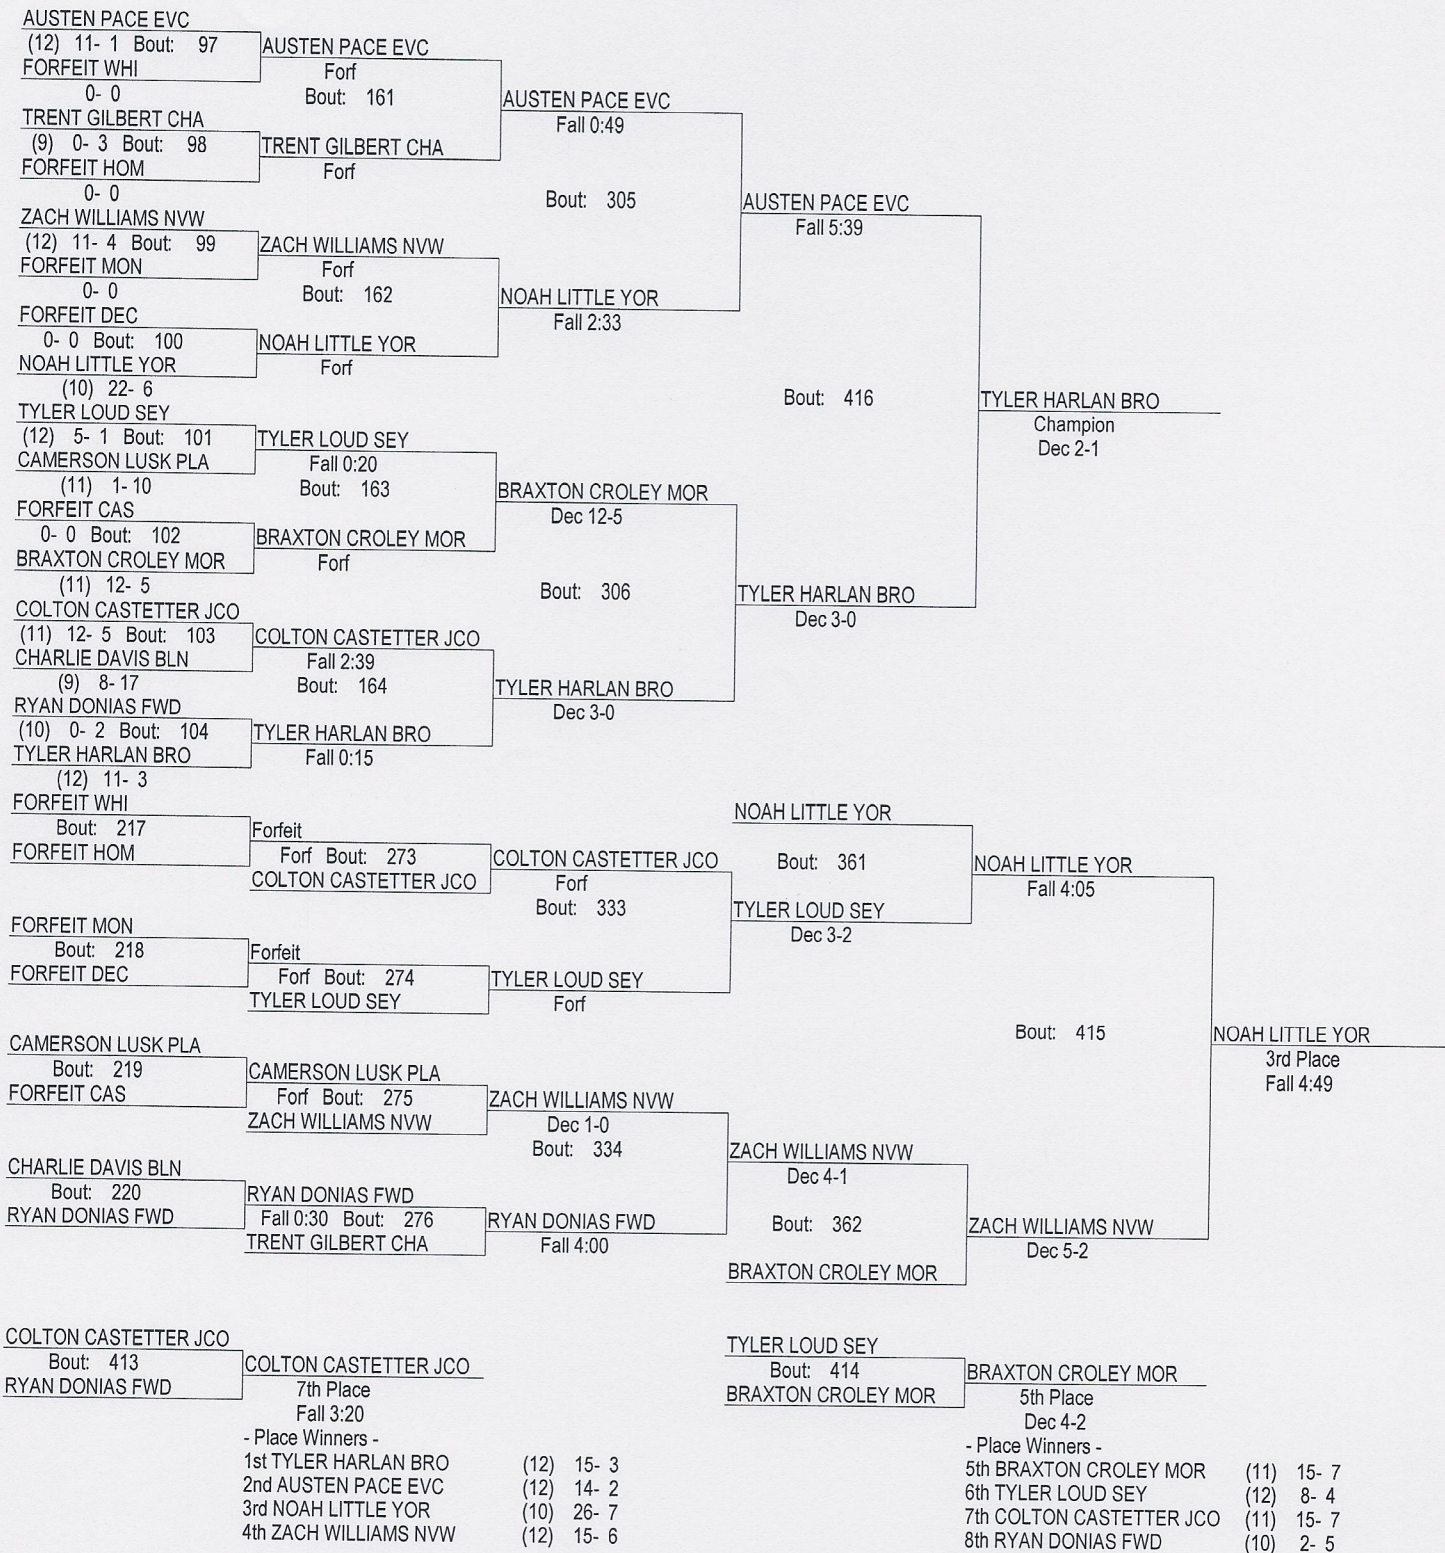 AUSTEN PACE EVC
(12) 11- 1 Bout: 97
FORFEIT WHI
0- 0
TRENT GILBERT CHA
(9) 0- 3 Bout: 98
FORFEIT HOM
0- 0
ZACH WILLIAMS NVW
(12) 11- 4 Bout: 99
FORFEIT MON
0- 0
FORFEIT DEC
0- 0 Bout: 100
NOAH LITTLE YOR
(10) 22- 6
TYLER LOUD SEY
(12) 5- 1 Bout: 101
CAMERSON LUSK PLA
(11) 1- 10
FORFEIT CAS
0- 0 Bout: 102
BRAXTON CROLEY MOR
(11) 12- 5
COLTON CASTETTER JCO
(11) 12- 5 Bout: 103
CHARLIE DAVIS BLN
(9) 8- 17
RYAN DONIAS FWD
(10) 0- 2 Bout: 104
TYLER HARLAN BRO
(12) 11- 3
AUSTEN PACE EVC
Forf
Bout: 161
TRENT GILBERT CHA
Forf
ZACH WILLIAMS NVW
Forf
Bout: 162
NOAH LITTLE YOR
Forf
TYLER LOUD SEY
Fall 0:20
Bout: 163
BRAXTON CROLEY MOR
Forf
COLTON CASTETTER JCO
Fall 2:39
Bout: 164
TYLER HARLAN BRO
Fall 0:15
AUSTEN PACE EVC
Fall 0:49
Bout: 305
NOAH LITTLE YOR
Fall 2:33
BRAXTON CROLEY MOR
Dec 12-5
Bout: 306
TYLER HARLAN BRO
Dec 3-0
AUSTEN PACE EVC
Fall 5:39
Bout: 416
TYLER HARLAN BRO
Dec 3-0
TYLER HARLAN BRO
Champion
Dec 2-1
FORFEIT WHI
Bout: 217
FORFEIT HOM
FORFEIT MON
Bout: 218
FORFEIT DEC
CAMERSON LUSK PLA
Bout: 219
FORFEIT CAS
CHARLIE DAVIS BLN
Bout: 220
RYAN DONIAS FWD
Forfeit
Forf Bout: 273
COLTON CASTETTER JCO
Forfeit
Forf Bout: 274
TYLER LOUD SEY
CAMERSON LUSK PLA
Forf Bout: 275
ZACH WILLIAMS NVW
RYAN DONIAS FWD
Fall 0:30 Bout: 276
TRENT GILBERT CHA
COLTON CASTETTER JCO
Forf
Bout: 333
TYLER LOUD SEY
Forf
ZACH WILLIAMS NVW
Dec 1-0
Bout: 334
RYAN DONIAS FWD
Fall 4:00
NOAH LITTLE YOR
Bout: 361
TYLER LOUD SEY
Dec 3-2
ZACH WILLIAMS NVW
Dec 4-1
Bout: 362
BRAXTON CROLEY MOR
NOAH LITTLE YOR
Fall 4:05
Bout: 415
ZACH WILLIAMS NVW
Dec 5-2
NOAH LITTLE YOR
3rd Place
Fall 4:49
COLTON CASTETTER JCO
Bout: 413
RYAN DONIAS FWD
COLTON CASTETTER JCO
7th Place
Fall 3:20
- Place Winners -
1st TYLER HARLAN BRO (12) 15- 3
2nd AUSTEN PACE EVC (12) 14- 2
3rd NOAH LITTLE YOR (10) 26- 7
4th ZACH WILLIAMS NVW (12) 15- 6
TYLER LOUD SEY
Bout: 414
BRAXTON CROLEY MOR
BRAXTON CROLEY MOR
5th Place
Dec 4-2
- Place Winners -
5th BRAXTON CROLEY MOR (11) 15- 7
6th TYLER LOUD SEY (12) 8- 4
7th COLTON CASTETTER JCO (11) 15- 7
8th RYAN DONIAS FWD (10) 2- 5